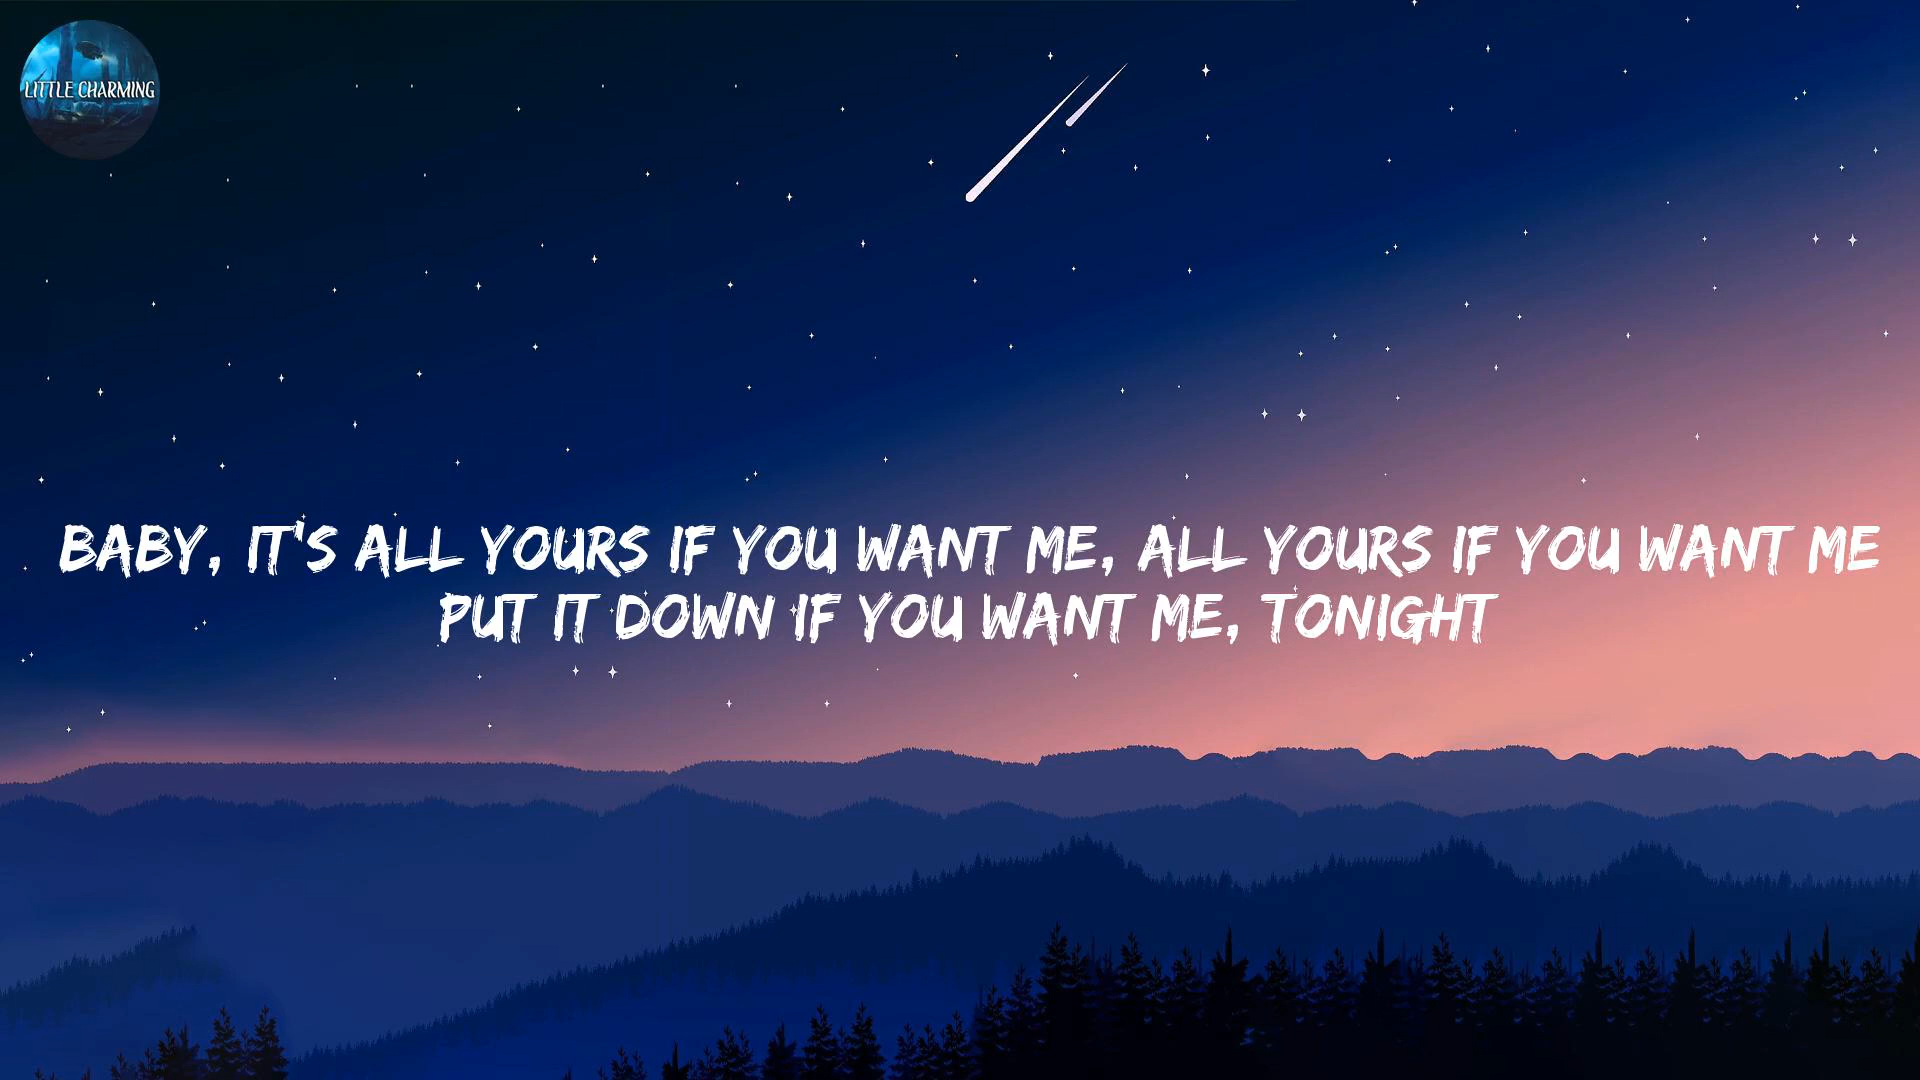 LITTLE CHARMING
BABY, IT'S ALL YOURS IF YOU WANT ME, ALL YOURS IF YOU WANT ME
PUT IT DOWN IF YOU WANT ME, TONIGHT